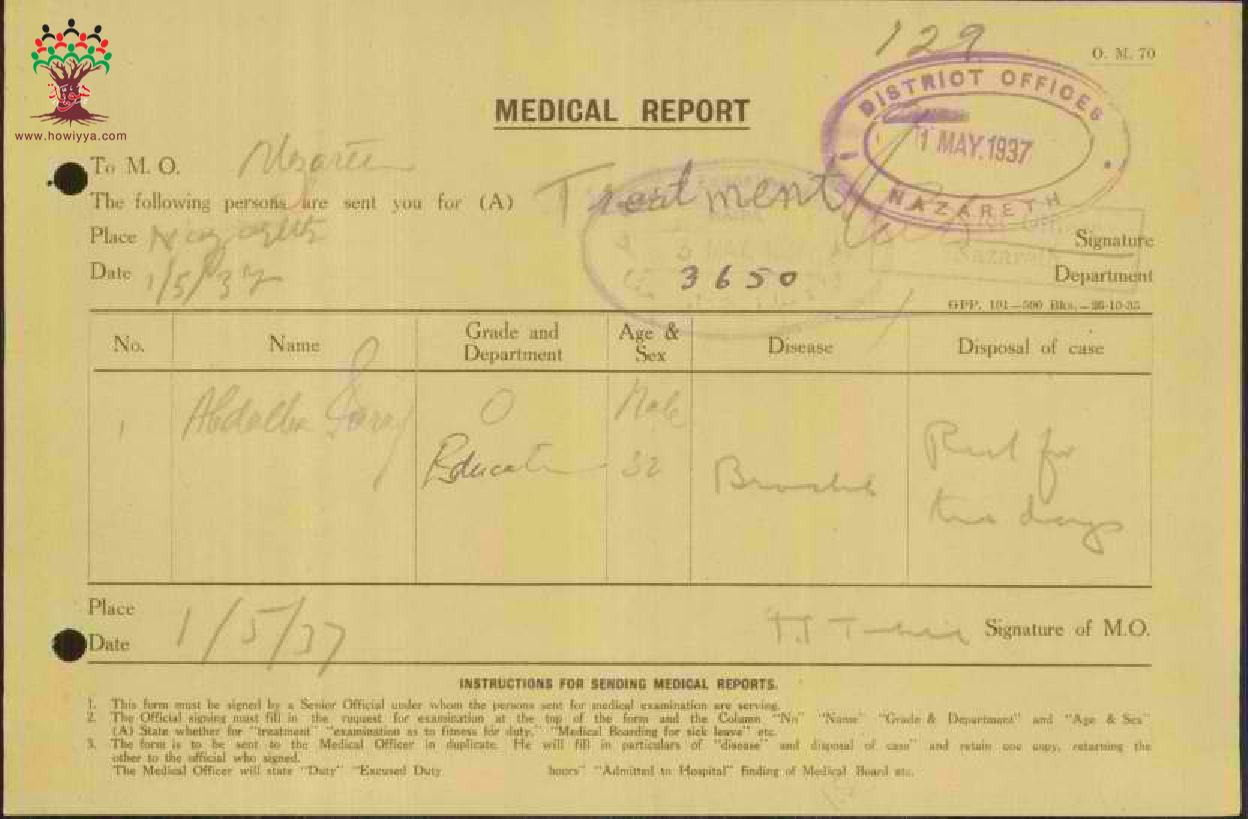 129
O. M. 70
www.howiyya.com
MEDICAL REPORT
DISTRICT OFFICES
1 MAY. 1937
NAZARETH
To M. O.
The following persons are sent you for (A) Treatment
Place Nazareth
Signature
Nazareth
Date 1/5/37
3650
Department
GPP. 191—500 Bks.—26-10-35
No. Name Grade and Department Age & Sex Disease Disposal of case
1 Abdalla O Male Rest for
Educati 32 two days
Place
Date 1/5/37
Signature of M.O.
INSTRUCTIONS FOR SENDING MEDICAL REPORTS.
1. This form must be signed by a Senior Official under whom the persons sent for medical examination are serving.
2. The Official signing must fill in the request for examination at the top of the form and the Column "No" "Name" "Grade & Department" and "Age & Sex"
(A) State whether for "treatment" "examination as to fitness for duty," "Medical Boarding for sick leave" etc.
3. The form is to be sent to the Medical Officer in duplicate. He will fill in particulars of "disease" and disposal of case" and retain one copy, returning the
other to the official who signed.
The Medical Officer will state "Duty" "Excused Duty hours" "Admitted to Hospital" finding of Medical Board etc.